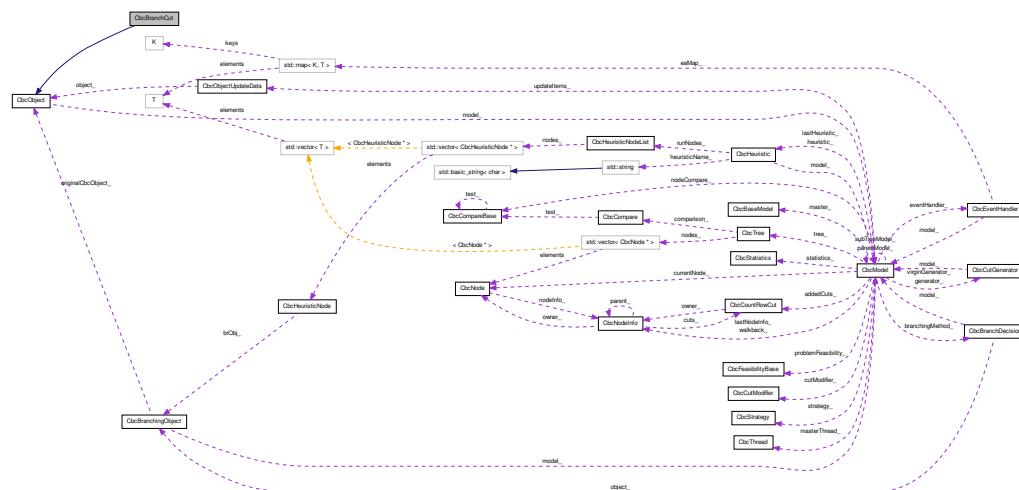 CbcBranchCut
K
keys
std::map< K, T >
elements
eaMap_
CbcObject
object_
CbcObjectUpdateData
updateItems_
T
model_
elements
std::vector< T >
< CbcHeuristicNode * >
std::vector< CbcHeuristicNode * >
nodes_
CbcHeuristicNodeList
runNodes_
CbcHeuristic
lastHeuristic_
heuristic_
model_
heuristicName_
std::string
std::basic_string< char >
elements
originalCbcObject_
nodeCompare_
test_
CbcCompareBase
test_
CbcCompare
comparison_
CbcBaseModel
master_
CbcTree
tree_
nodes_
std::vector< CbcNode * >
< CbcNode * >
elements
CbcStatistics
statistics_
subTreeModel_
parentModel_
CbcModel
eventHandler_
CbcEventHandler
model_
model_
virginGenerator_
generator_
CbcCutGenerator
model_
branchingMethod_
CbcBranchDecision
currentNode_
CbcNode
nodeInfo_
owner_
parent_
CbcNodeInfo
owner_
cuts_
CbcCountRowCut
addedCuts_
lastNodeInfo_
walkback_
CbcHeuristicNode
brObj_
problemFeasibility_
CbcFeasibilityBase
cutModifier_
CbcCutModifier
strategy_
CbcStrategy
masterThread_
CbcThread
CbcBranchingObject
model_
object_